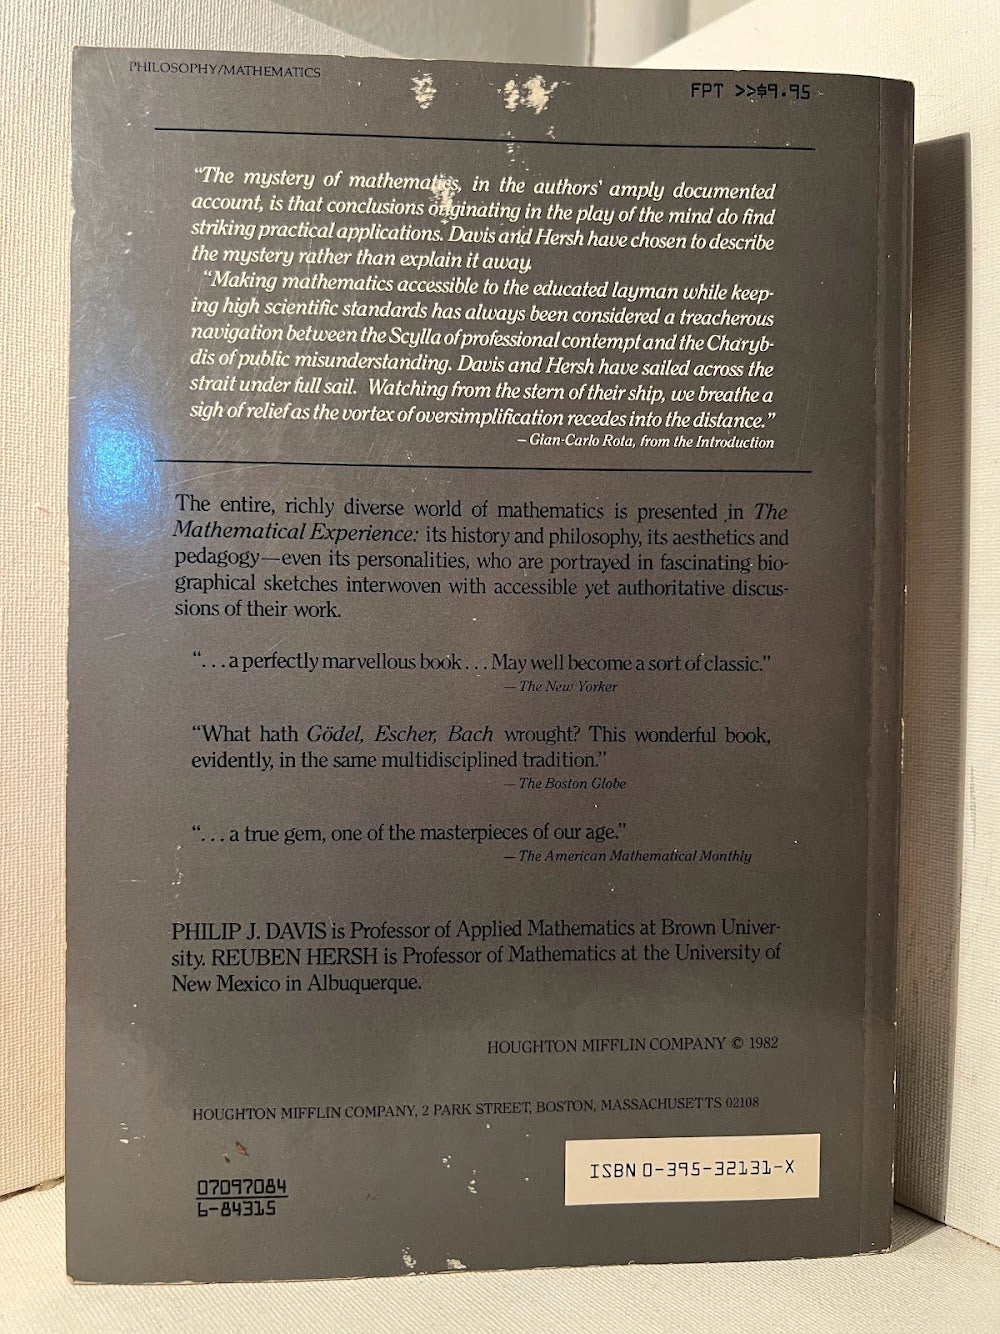 PHILOSOPHY/MATHEMATICS
FPT >>$9.95
“The mystery of mathematics, in the authors' amply documented
account, is that conclusions originating in the play of the mind do find
striking practical applications. Davis and Hersh have chosen to describe
the mystery rather than explain it away.
“Making mathematics accessible to the educated layman while keep-
ing high scientific standards has always been considered a treacherous
navigation between the Scylla of professional contempt and the Charyb-
dis of public misunderstanding. Davis and Hersh have sailed across the
strait under full sail. Watching from the stern of their ship, we breathe a
sigh of relief as the vortex of oversimplification recedes into the distance.”
– Gian-Carlo Rota, from the Introduction
The entire, richly diverse world of mathematics is presented in The
Mathematical Experience: its history and philosophy, its aesthetics and
pedagogy—even its personalities, who are portrayed in fascinating bio-
graphical sketches interwoven with accessible yet authoritative discus-
sions of their work.
“. . . a perfectly marvellous book . . . May well become a sort of classic.”
— The New Yorker
“What hath Gödel, Escher, Bach wrought? This wonderful book,
evidently, in the same multidisciplined tradition.”
— The Boston Globe
“. . . a true gem, one of the masterpieces of our age.”
— The American Mathematical Monthly
PHILIP J. DAVIS is Professor of Applied Mathematics at Brown Univer-
sity. REUBEN HERSH is Professor of Mathematics at the University of
New Mexico in Albuquerque.
HOUGHTON MIFFLIN COMPANY © 1982
HOUGHTON MIFFLIN COMPANY, 2 PARK STREET, BOSTON, MASSACHUSETTS 02108
ISBN 0-395-32131-X
07097084
6-84315